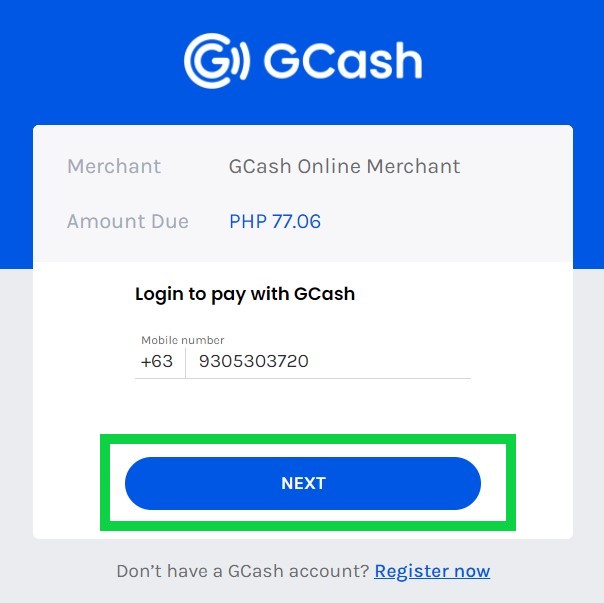 GCash
Merchant GCash Online Merchant
Amount Due PHP 77.06
Login to pay with GCash
Mobile number
+63 9305303720
NEXT
Don’t have a GCash account? Register now